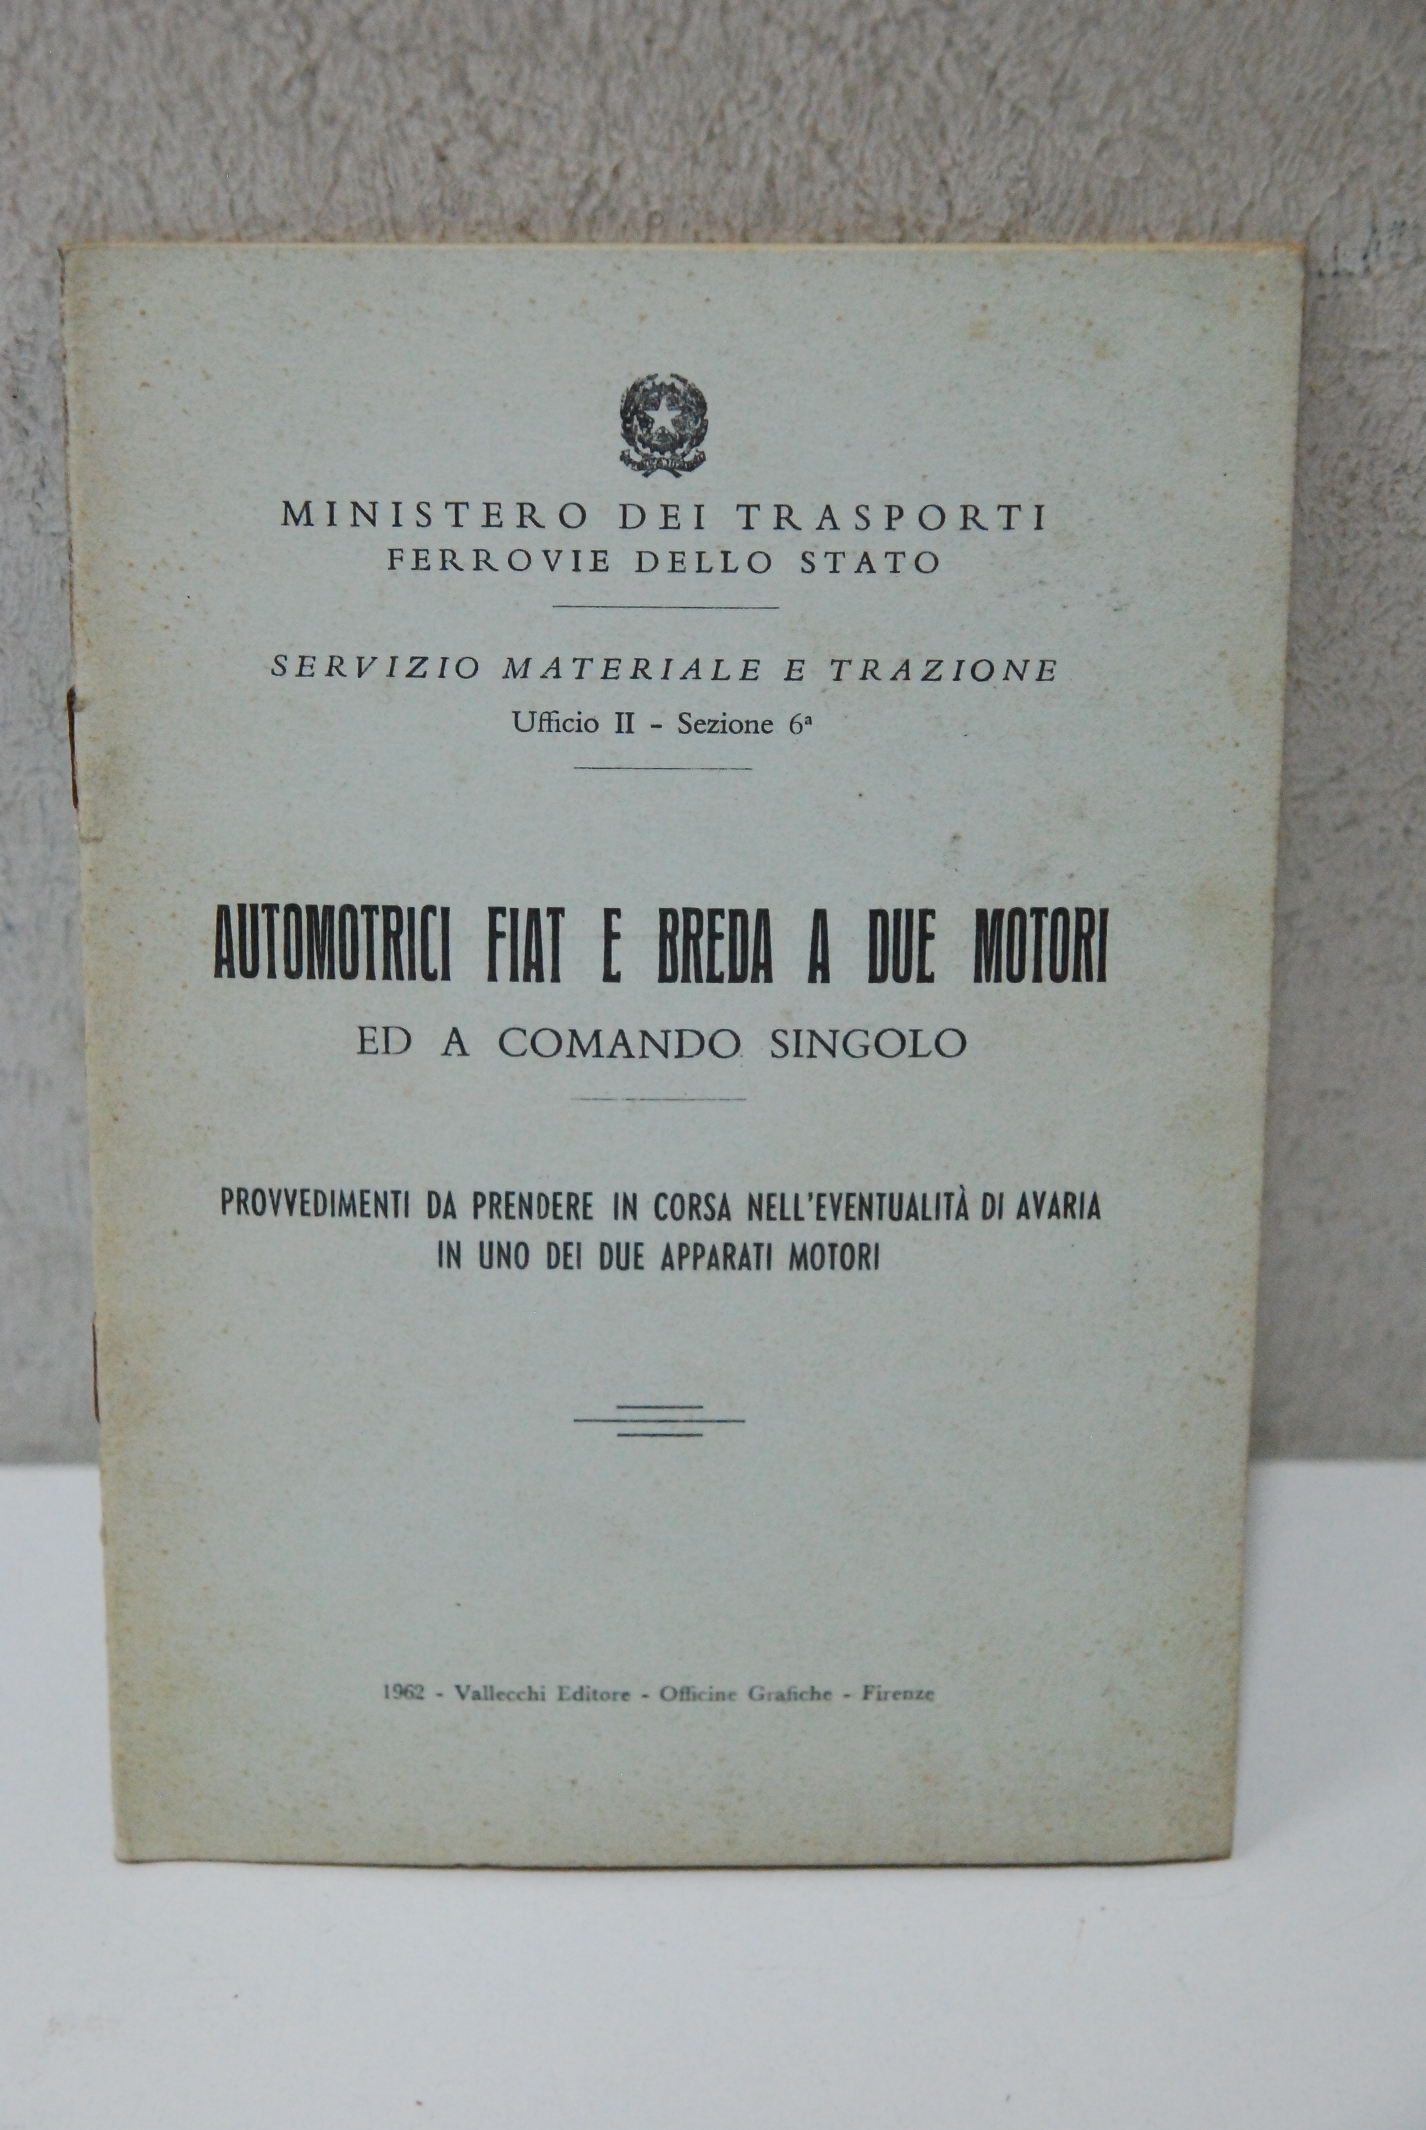 MINISTERO DEI TRASPORTI
FERROVIE DELLO STATO
SERVIZIO MATERIALE E TRAZIONE
Ufficio II - Sezione 6ª
AUTOMOTRICI FIAT E BREDA A DUE MOTORI
ED A COMANDO SINGOLO
PROVVEDIMENTI DA PRENDERE IN CORSA NELL'EVENTUALITÀ DI AVARIA
IN UNO DEI DUE APPARATI MOTORI
1962 - Vallecchi Editore - Officine Grafiche - Firenze